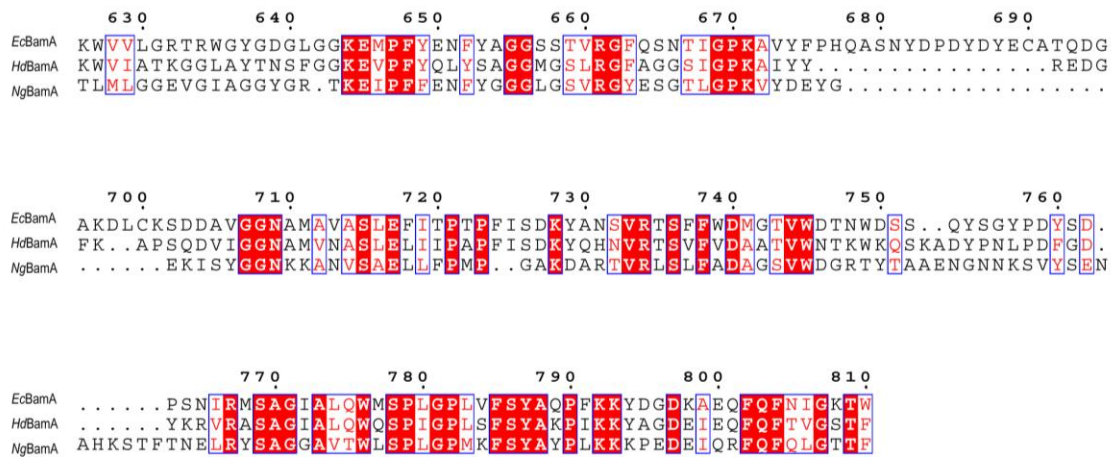 630 640 650 660 670 680 690
EcBamA KWVVLGRTRWGYGDGLGGKEMPFYENFYAGGSSTVRGFQSNTIGPKAVYFPHQASNYDPDYDYECATQDG
HdBamA KWVIATKGGLAYTNSFGGKEVPFYQLYSAGGMGSLRGFAGGSIGPKAIYY................REDG
NgBamA TLMLGGEVGIAGGYGR.TKEIPFFENFYGGGLGSVRGYESGTLGPKVYDEYG..................
700 710 720 730 740 750 760
EcBamA AKDLCKSDDAVGGNAMAVASLEFITPTPFISDKYANSVRTSFFWDMGTVWDTNWDSS..QYSGYPDYSD.
HdBamA FK..APSQDVIGGNAMVNASLELIIPAPFISDKYQHNVRTSVFVDAATVWNTKWKQSKADYPNLPDFGD.
NgBamA ......EKISYGGNKKANVSAELLFPMP..GAKDARTVRLSLFADAGSVWDGRTYTAAENGNNKSVYSEN
770 780 790 800 810
EcBamA ......PSNIRMSAGIALQWMSPLGPLVFSYAQPFKKYDGDKAEQFQFNIGKTW
HdBamA ......YKRVRASAGIALQWQSPIGPLSFSYAKPIKKYAGDEIEQFQFTVGSTF
NgBamA AHKSTFTNELRYSAGGAVTWLSPLGPMKFSYAYPLKKKPEDEIQRFQFQLGTTF